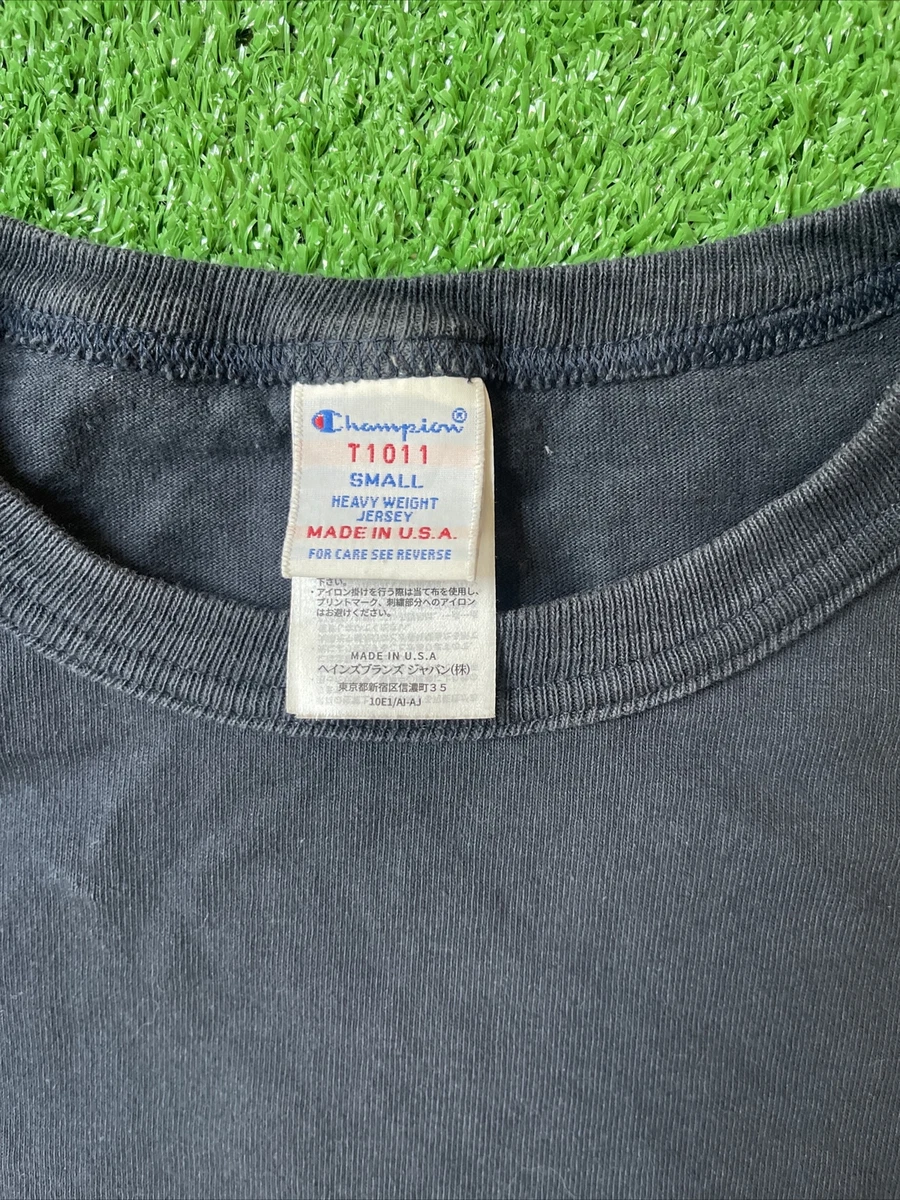 Champion®
T1011
SMALL
HEAVY WEIGHT
JERSEY
MADE IN U.S.A.
FOR CARE SEE REVERSE
下さい。
・アイロン掛けを行う際は当て布を使用し、
プリントマーク、刺繍部分へのアイロン
はお避けください。
MADE IN U.S.A
ヘインズブランズ ジャパン(株)
東京都新宿区信濃町35
10E1/AI-AJ